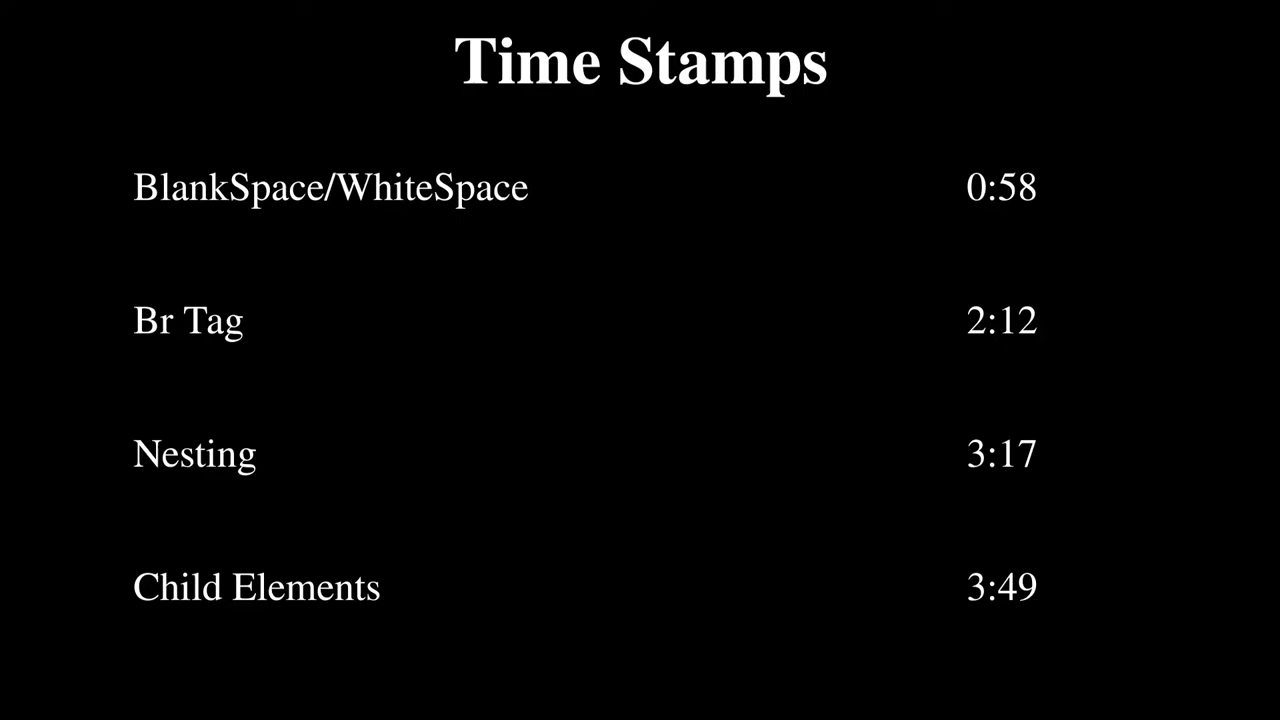 Time Stamps
BlankSpace/WhiteSpace 0:58
Br Tag 2:12
Nesting 3:17
Child Elements 3:49